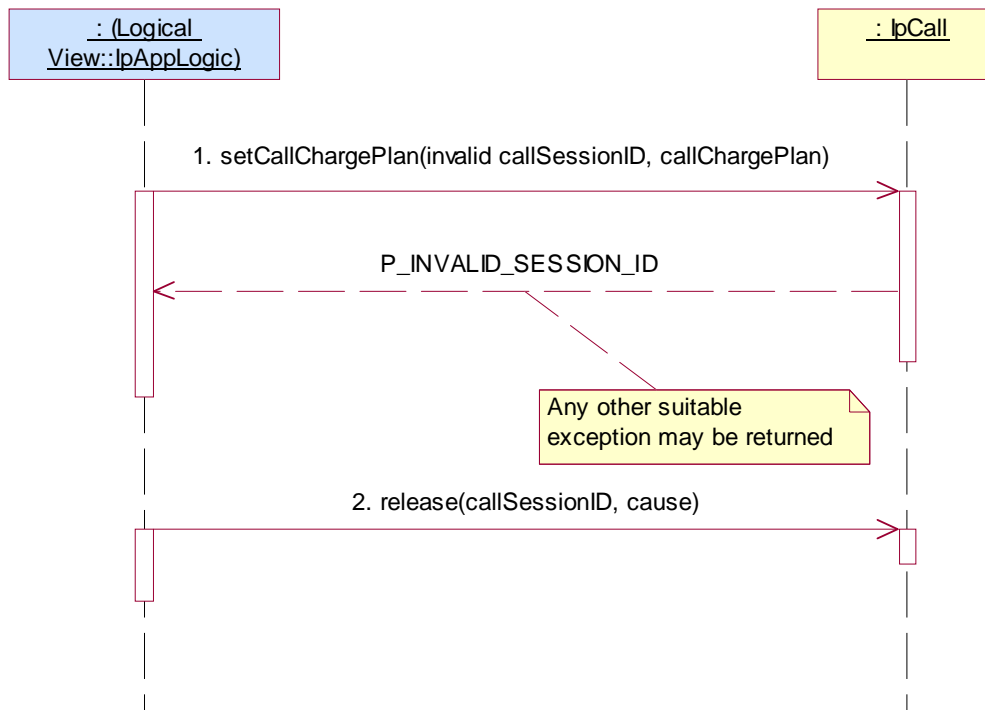 : (Logical
View::IpAppLogic)
: IpCall
1. setCallChargePlan(invalid callSessionID, callChargePlan)
P_INVALID_SESSION_ID
Any other suitable
exception may be returned
2. release(callSessionID, cause)